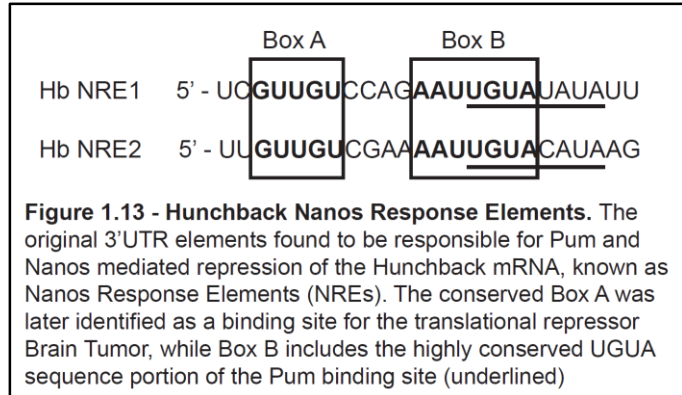 Box A Box B
Hb NRE1 5' - UCGUUGUCCAGAAUUGUAUAUAUU
Hb NRE2 5' - UUGUUGUCGAAAAUUGUACAUAAG
Figure 1.13 - Hunchback Nanos Response Elements. The
original 3'UTR elements found to be responsible for Pum and
Nanos mediated repression of the Hunchback mRNA, known as
Nanos Response Elements (NREs). The conserved Box A was
later identified as a binding site for the translational repressor
Brain Tumor, while Box B includes the highly conserved UGUA
sequence portion of the Pum binding site (underlined)